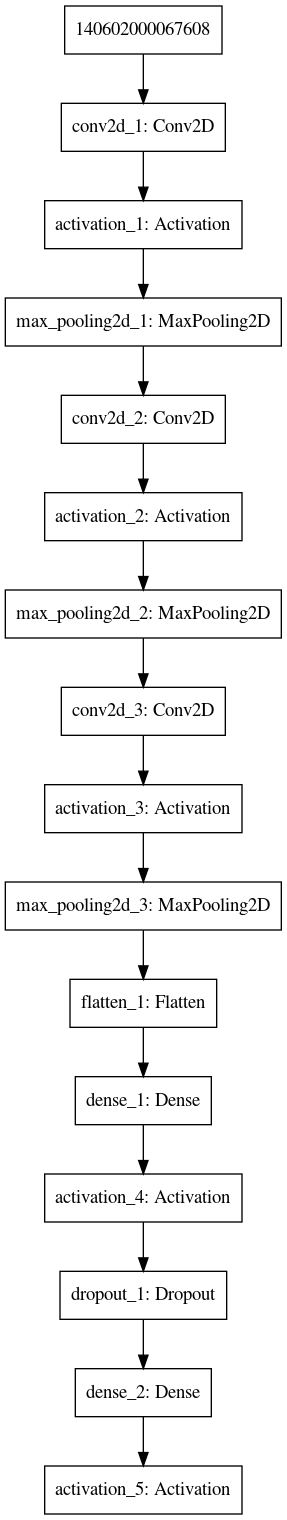 140602000067608
conv2d_1: Conv2D
activation_1: Activation
max_pooling2d_1: MaxPooling2D
conv2d_2: Conv2D
activation_2: Activation
max_pooling2d_2: MaxPooling2D
conv2d_3: Conv2D
activation_3: Activation
max_pooling2d_3: MaxPooling2D
flatten_1: Flatten
dense_1: Dense
activation_4: Activation
dropout_1: Dropout
dense_2: Dense
activation_5: Activation